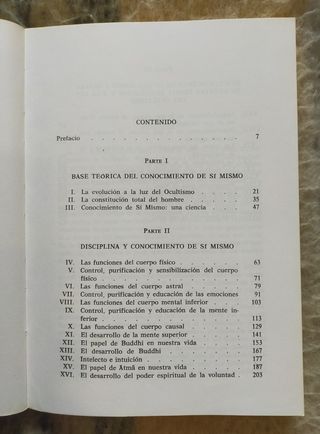 CONTENIDO
Prefacio . . . . . . . . . . . . . 7
PARTE I
BASE TEORICA DEL CONOCIMIENTO DE SI MISMO
I. La evolución a la luz del Ocultismo . . . . . 21
II. La constitución total del hombre . . . . . 35
III. Conocimiento de Sí Mismo: una ciencia . . . . 47
PARTE II
DISCIPLINA Y CONOCIMIENTO DE SI MISMO
IV. Las funciones del cuerpo físico . . . . . . 63
V. Control, purificación y sensibilización del cuerpo
físico . . . . . . . . . . . . . 71
VI. Las funciones del cuerpo astral . . . . . . 79
VII. Control, purificación y educación de las emociones 91
VIII. Las funciones del cuerpo mental inferior . . . . 103
IX. Control, purificación y educación de la mente in-
ferior . . . . . . . . . . . . . 113
X. Las funciones del cuerpo causal . . . . . . 129
XI. El desarrollo de la mente superior . . . . . 141
XII. El papel de Buddhi en nuestra vida . . . . . 153
XIII. El desarrollo de Buddhi . . . . . . . . 167
XIV. Intelecto e intuición . . . . . . . . . 177
XV. El papel de Ātmā en nuestra vida . . . . . 187
XVI. El desarrollo del poder espiritual de la voluntad . 203